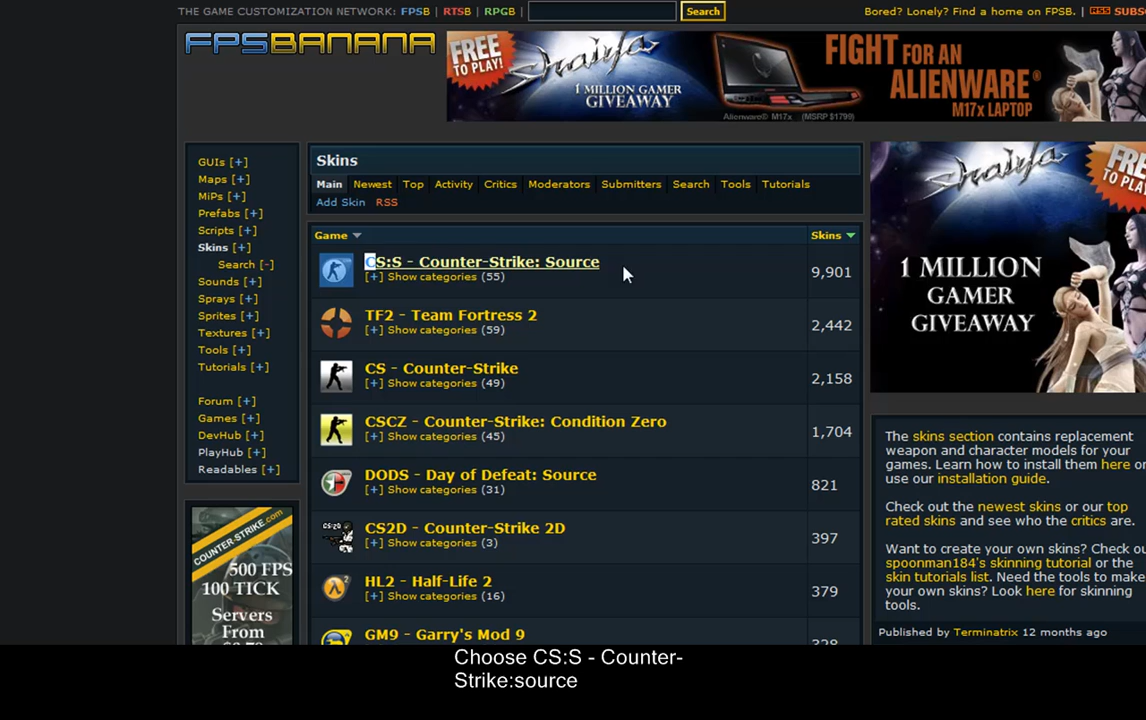 THE GAME CUSTOMIZATION NETWORK: FPSB | RTSB | RPGB |
Search
Bored? Lonely? Find a home on FPSB. | RSS SUBS
FPSBANANA
FREE TO PLAY!
Shaiya
1 MILLION GAMER
GIVEAWAY
FIGHT FOR AN
ALIENWARE®
M17x LAPTOP
Alienware© M17x (MSRP $1799)
GUIs [+]
Maps [+]
MiPs [+]
Prefabs [+]
Scripts [+]
Skins [+]
Search [-]
Sounds [+]
Sprays [+]
Sprites [+]
Textures [+]
Tools [+]
Tutorials [+]
Forum [+]
Games [+]
DevHub [+]
PlayHub [+]
Readables [+]
COUNTER-STRIKE.com
500 FPS
100 TICK
Servers
From
Skins
Main Newest Top Activity Critics Moderators Submitters Search Tools Tutorials
Add Skin RSS
Game Skins
CS:S - Counter-Strike: Source
[+] Show categories (55)
9,901
TF2 - Team Fortress 2
[+] Show categories (59)
2,442
CS - Counter-Strike
[+] Show categories (49)
2,158
CSCZ - Counter-Strike: Condition Zero
[+] Show categories (45)
1,704
DODS - Day of Defeat: Source
[+] Show categories (31)
821
CS2D - Counter-Strike 2D
[+] Show categories (3)
397
HL2 - Half-Life 2
[+] Show categories (16)
379
GM9 - Garry's Mod 9
Shaiya
FREE
TO PLAY!
1 MILLION
GAMER
GIVEAWAY
The skins section contains replacement
weapon and character models for your
games. Learn how to install them here or
use our installation guide.
Check out the newest skins or our top
rated skins and see who the critics are.
Want to create your own skins? Check ou
spoonman184's skinning tutorial or the
skin tutorials list. Need the tools to make
your own skins? Look here for skinning
tools.
Published by Terminatrix 12 months ago
Choose CS:S - Counter-
Strike:source